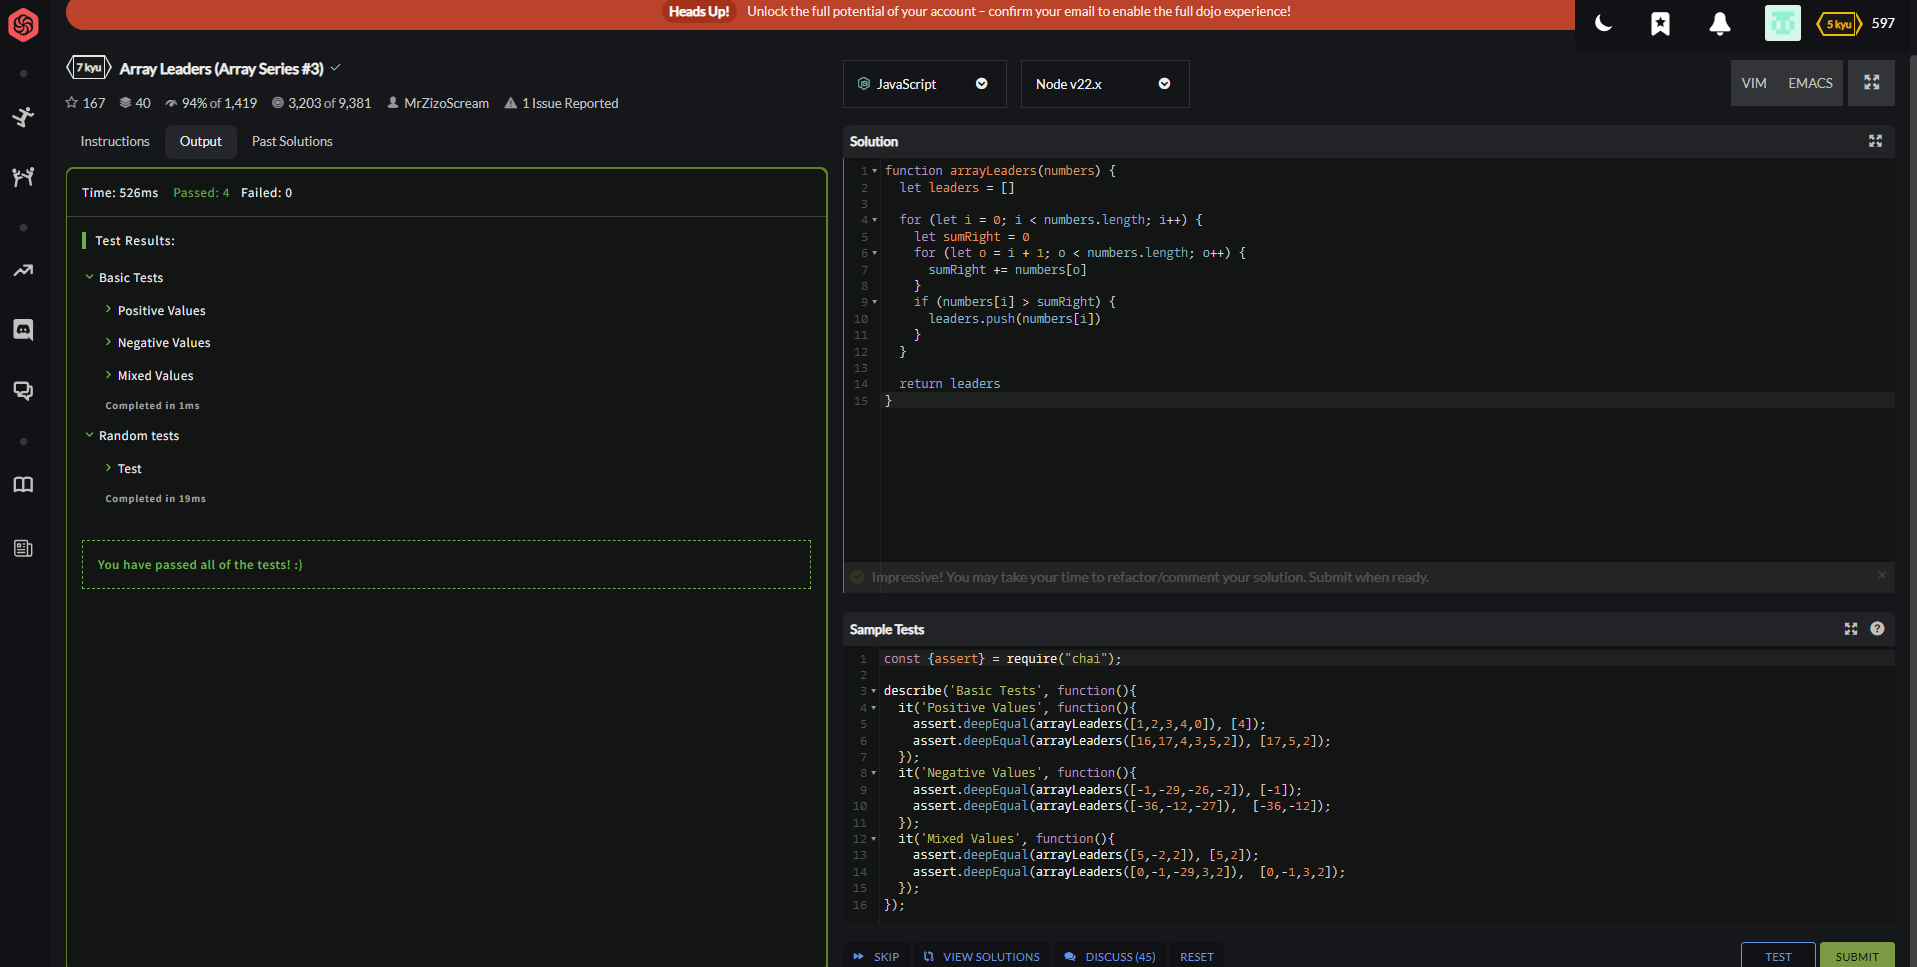 Heads Up! Unlock the full potential of your account – confirm your email to enable the full dojo experience!
5 kyu 597
7 kyu Array Leaders (Array Series #3)
167 40 94% of 1,419 3,203 of 9,381 MrZizoScream 1 Issue Reported
Instructions Output Past Solutions
Time: 526ms Passed: 4 Failed: 0
Test Results:
Basic Tests
Positive Values
Negative Values
Mixed Values
Completed in 1ms
Random tests
Test
Completed in 19ms
You have passed all of the tests! :)
JavaScript Node v22.x VIM EMACS
Solution
1 function arrayLeaders(numbers) {
2 let leaders = []
3
4 for (let i = 0; i < numbers.length; i++) {
5 let sumRight = 0
6 for (let o = i + 1; o < numbers.length; o++) {
7 sumRight += numbers[o]
8 }
9 if (numbers[i] > sumRight) {
10 leaders.push(numbers[i])
11 }
12 }
13
14 return leaders
15 }
Impressive! You may take your time to refactor/comment your solution. Submit when ready.
Sample Tests
1 const {assert} = require("chai");
2
3 describe('Basic Tests', function(){
4 it('Positive Values', function(){
5 assert.deepEqual(arrayLeaders([1,2,3,4,0]), [4]);
6 assert.deepEqual(arrayLeaders([16,17,4,3,5,2]), [17,5,2]);
7 });
8 it('Negative Values', function(){
9 assert.deepEqual(arrayLeaders([-1,-29,-26,-2]), [-1]);
10 assert.deepEqual(arrayLeaders([-36,-12,-27]), [-36,-12]);
11 });
12 it('Mixed Values', function(){
13 assert.deepEqual(arrayLeaders([5,-2,2]), [5,2]);
14 assert.deepEqual(arrayLeaders([0,-1,-29,3,2]), [0,-1,3,2]);
15 });
16 });
SKIP VIEW SOLUTIONS DISCUSS (45) RESET TEST SUBMIT